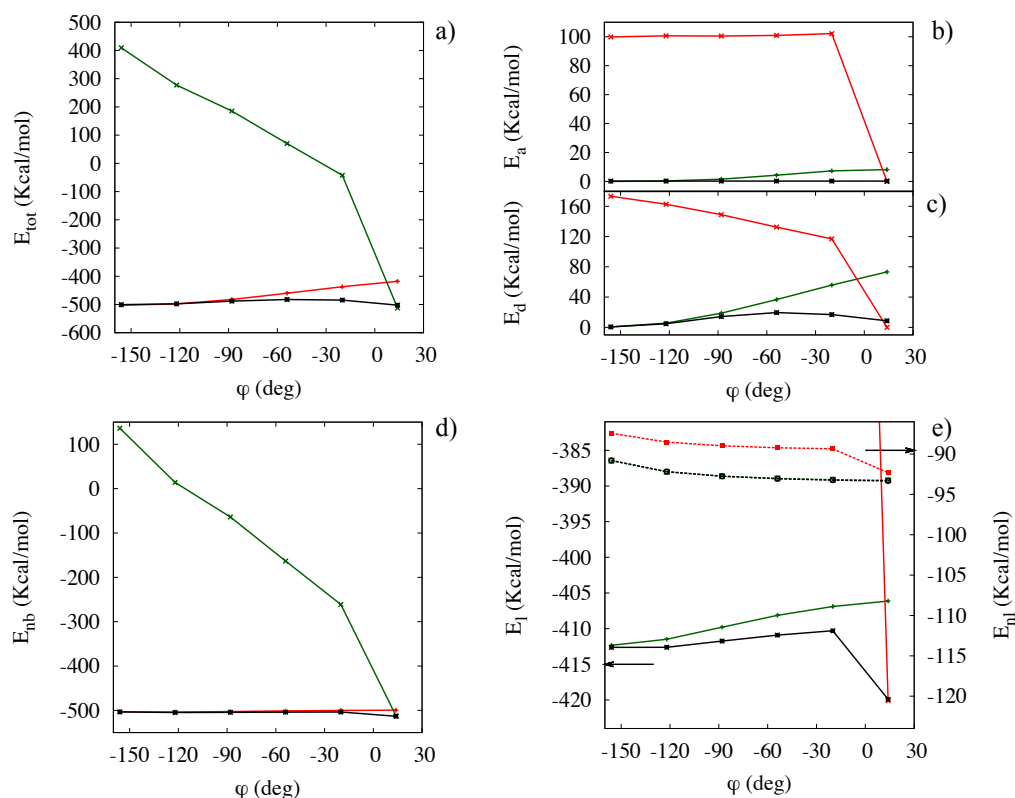 a)
500
400
300
200
100
0
-100
-200
-300
-400
-500
-600
E_tot (Kcal/mol)
-150 -120 -90 -60 -30 0 30
φ (deg)
b)
100
80
60
40
20
0
E_a (Kcal/mol)
c)
160
120
80
40
0
E_d (Kcal/mol)
-150 -120 -90 -60 -30 0 30
φ (deg)
d)
100
0
-100
-200
-300
-400
-500
E_nb (Kcal/mol)
-150 -120 -90 -60 -30 0 30
φ (deg)
e)
-385
-390
-395
-400
-405
-410
-415
-420
E_l (Kcal/mol)
-90
-95
-100
-105
-110
-115
-120
E_nl (Kcal/mol)
-150 -120 -90 -60 -30 0 30
φ (deg)